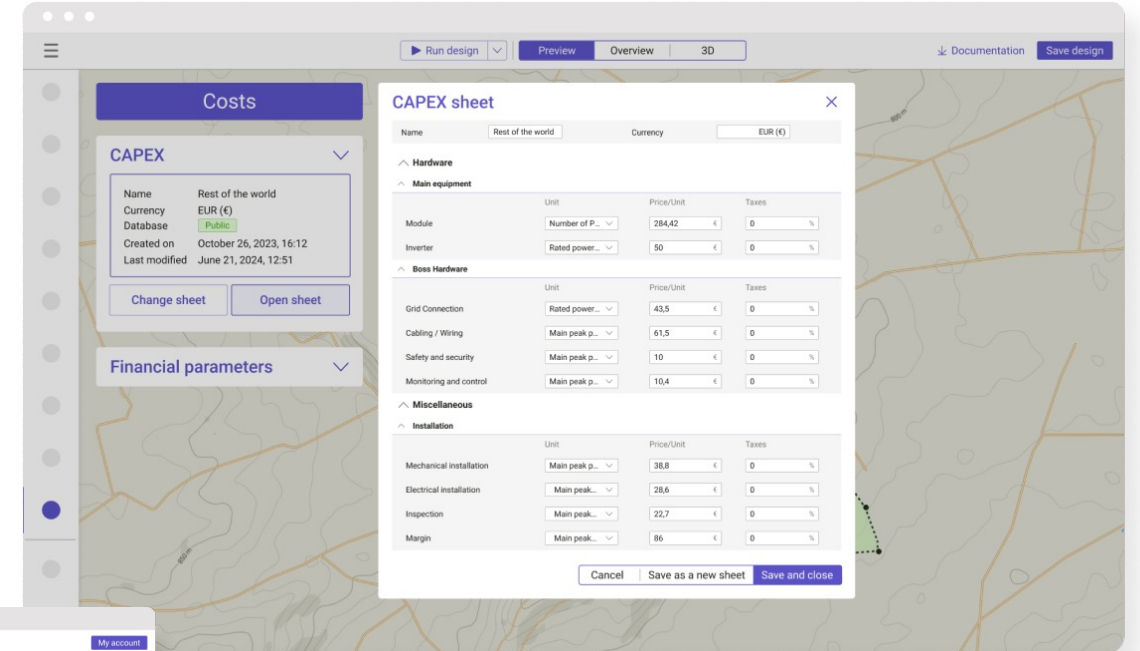 Run design
Preview
Overview
3D
Documentation
Save design
Costs
CAPEX
Name Rest of the world
Currency EUR (€)
Database Public
Created on October 26, 2023, 16:12
Last modified June 21, 2024, 12:51
Change sheet
Open sheet
Financial parameters
CAPEX sheet
Name Rest of the world Currency EUR (€)
Hardware
Main equipment
Unit Price/Unit Taxes
Module Number of P... 284,42 € 0 %
Inverter Rated power... 50 € 0 %
Boss Hardware
Unit Price/Unit Taxes
Grid Connection Rated power... 43,5 € 0 %
Cabling / Wiring Main peak p... 61,5 € 0 %
Safety and security Main peak p... 10 € 0 %
Monitoring and control Main peak p... 10,4 € 0 %
Miscellaneous
Installation
Unit Price/Unit Taxes
Mechanical installation Main peak p... 38,8 € 0 %
Electrical installation Main peak... 28,6 € 0 %
Inspection Main peak... 22,7 € 0 %
Margin Main peak... 86 € 0 %
Cancel
Save as a new sheet
Save and close
My account